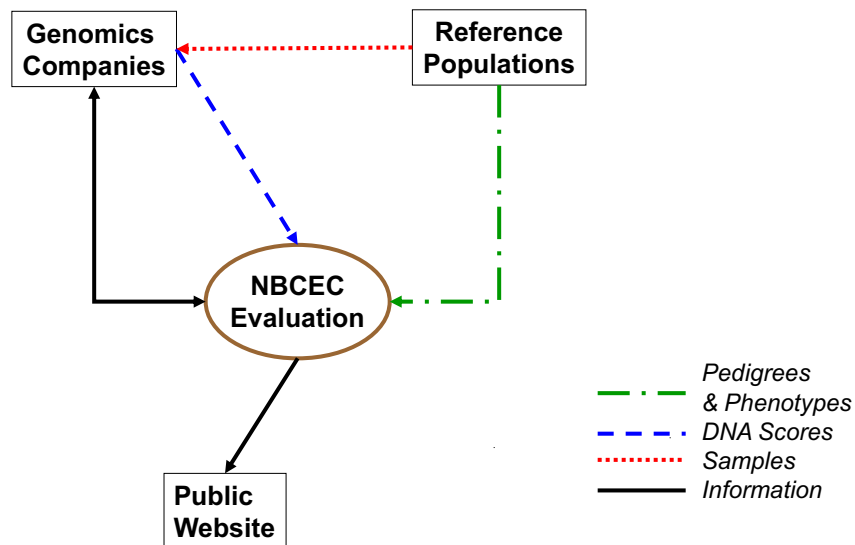 Genomics
Companies
Reference
Populations
NBCEC
Evaluation
Public
Website
Pedigrees
& Phenotypes
DNA Scores
Samples
Information